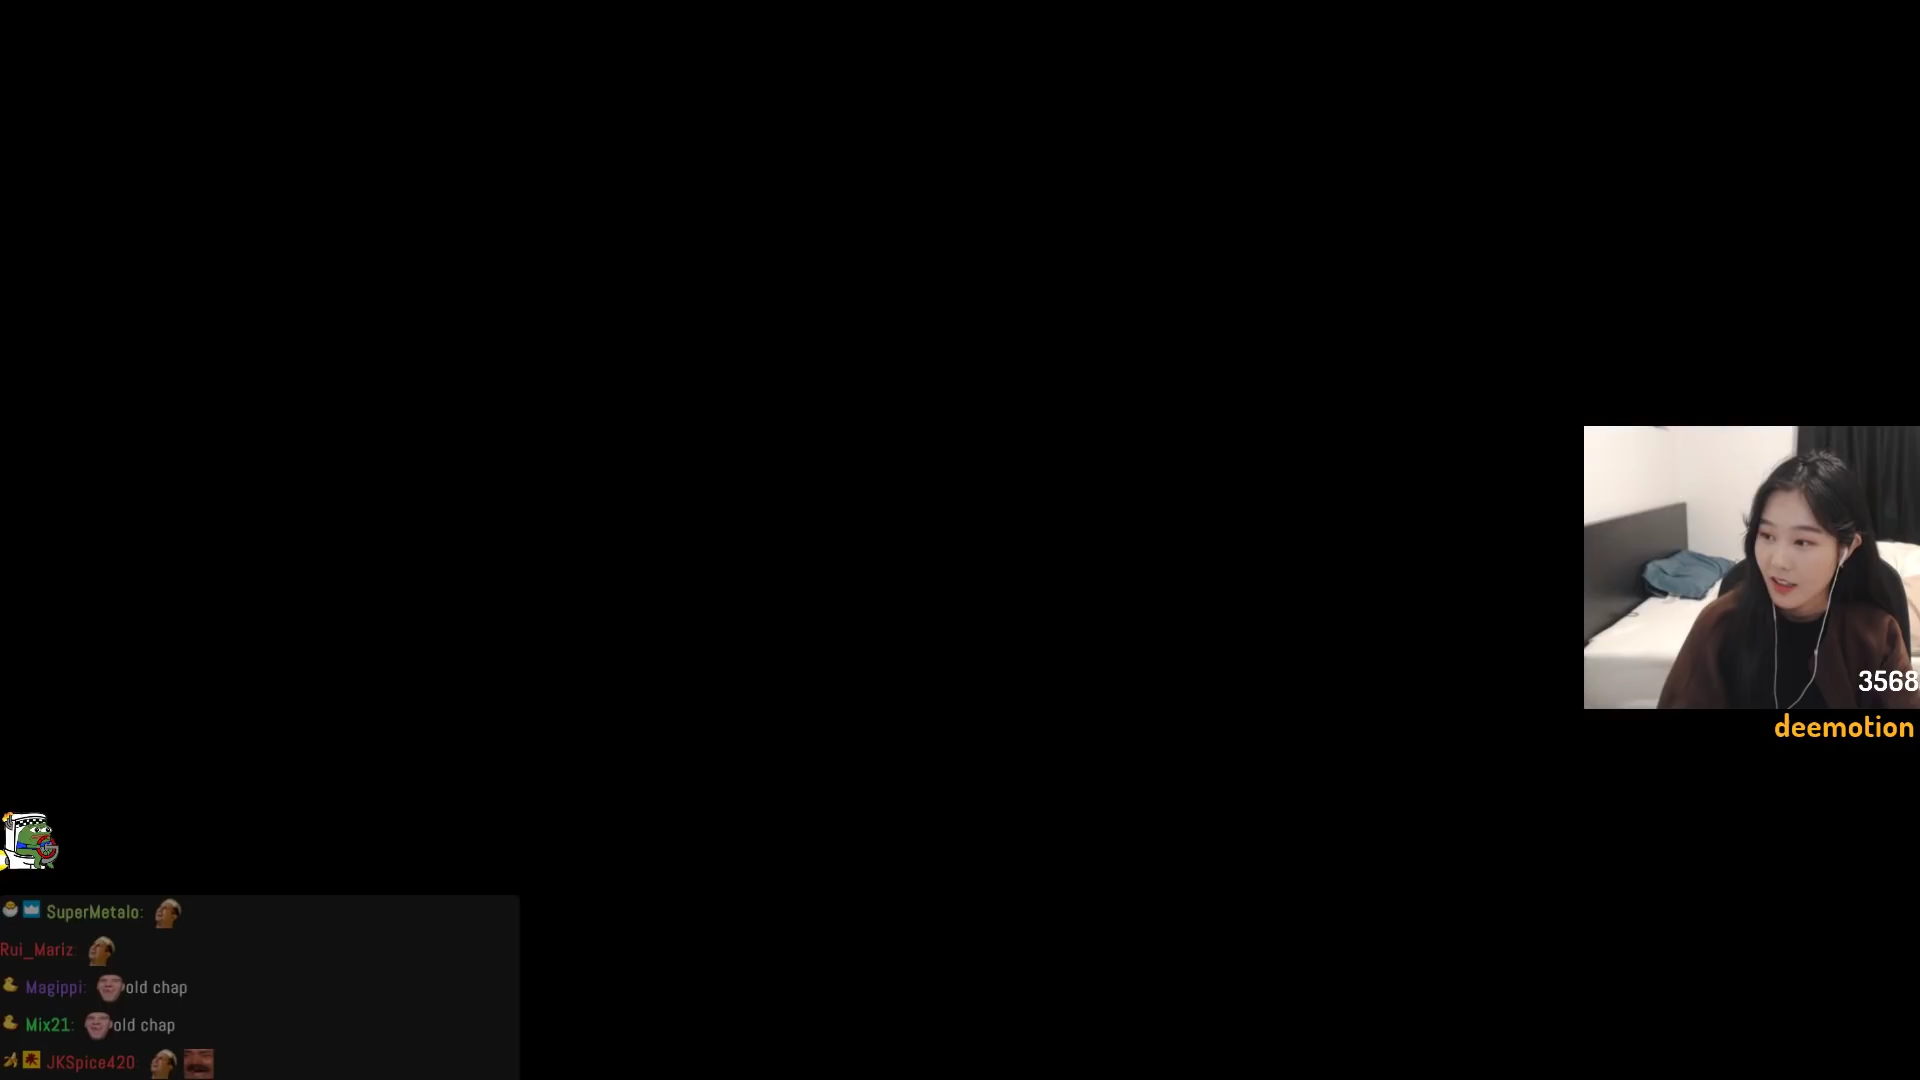 3568
deemotion
SuperMetalo:
Rui_Mariz:
Magippi: old chap
Mix21: old chap
JKSpice420: